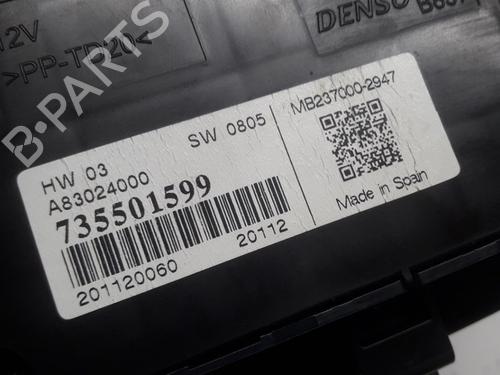 12V
>PP-TD20<
DENSO
HW 03
SW 0805
MB237000-2947
A83024000
735501599
201120060
20112
Made in Spain
B-PARTS